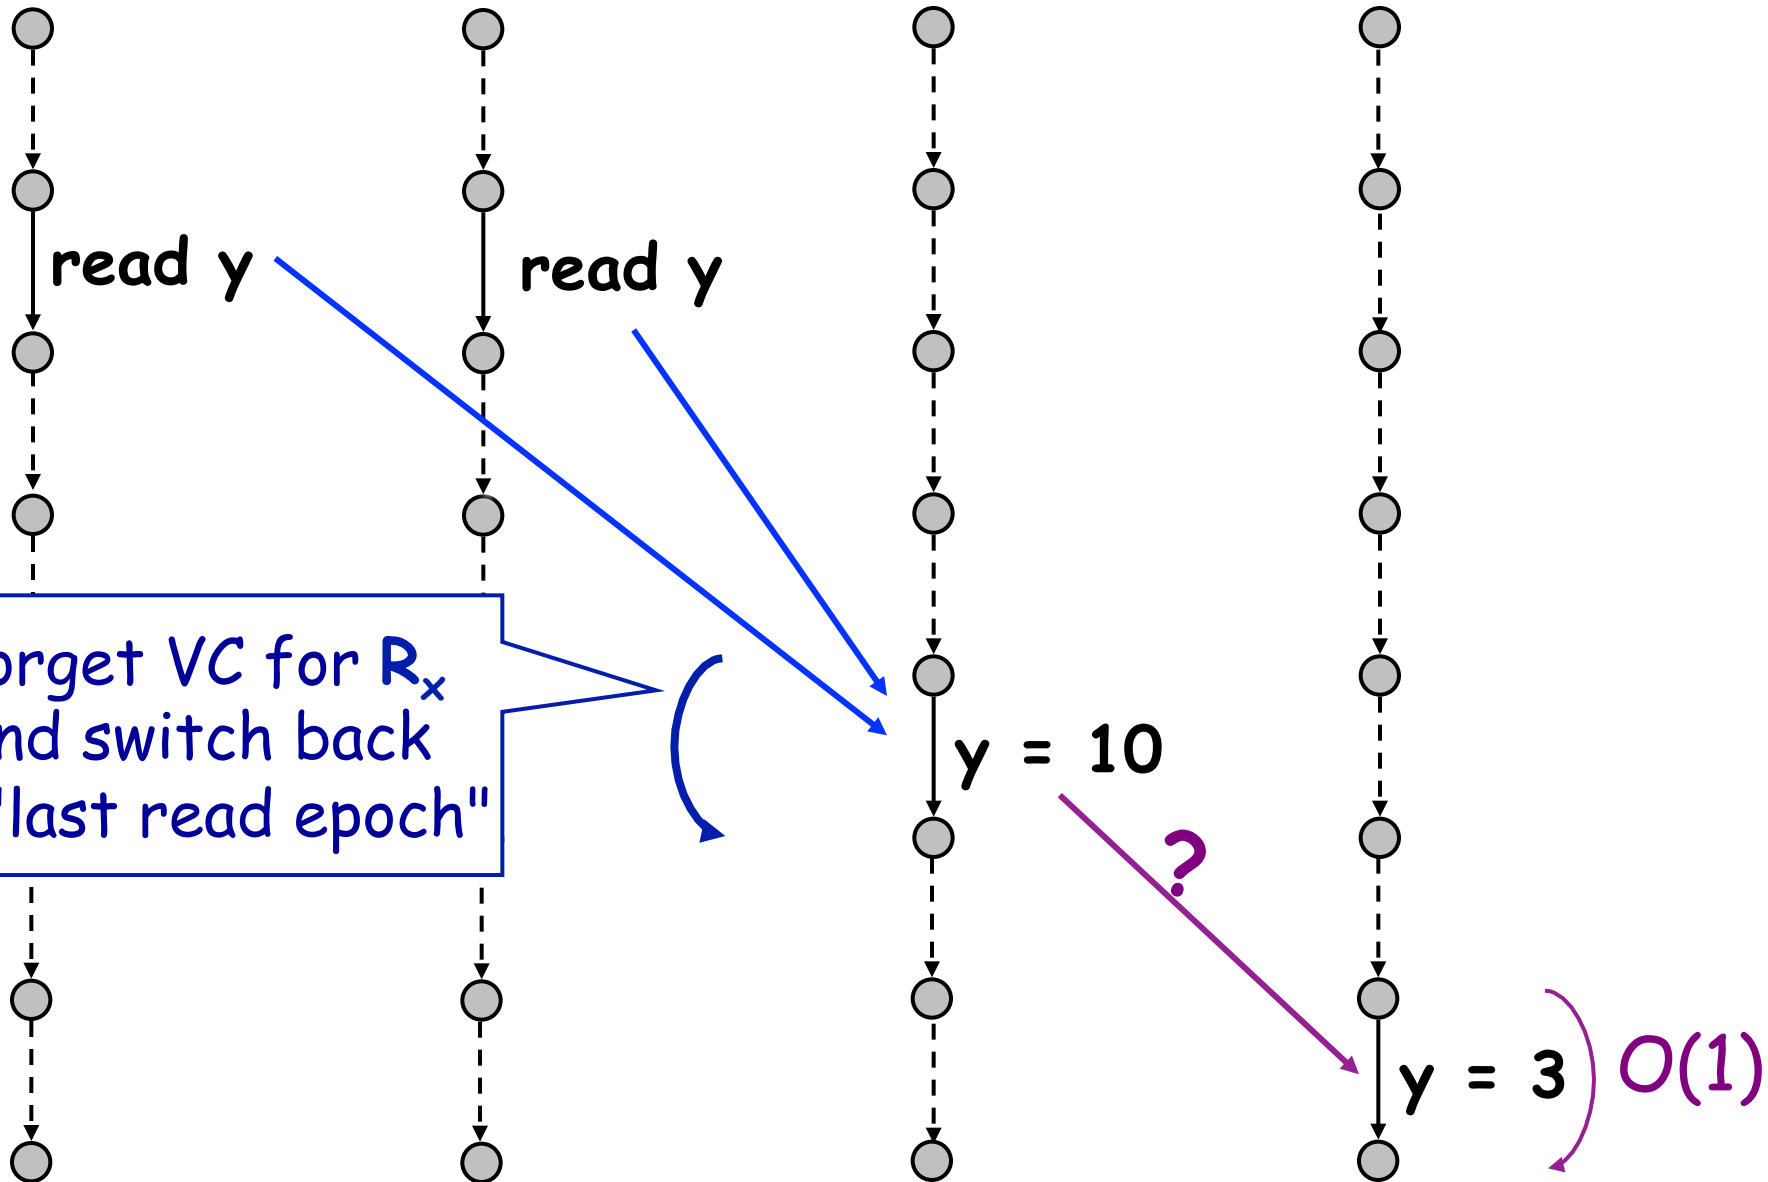 read y
read y
orget VC for Rₓ
nd switch back
"last read epoch"
y = 10
?
y = 3
O(1)